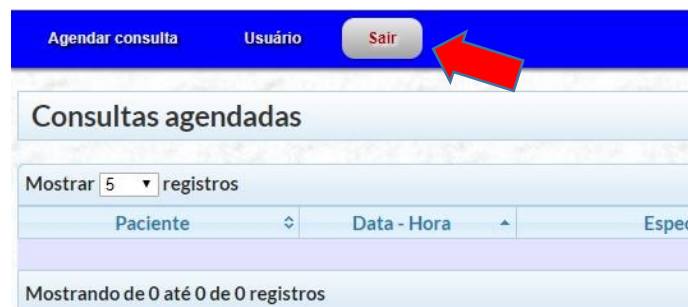 Agendar consulta Usuário Sair
Consultas agendadas
Mostrar 5 registros
Paciente Data - Hora
Mostrando de 0 até 0 de 0 registros